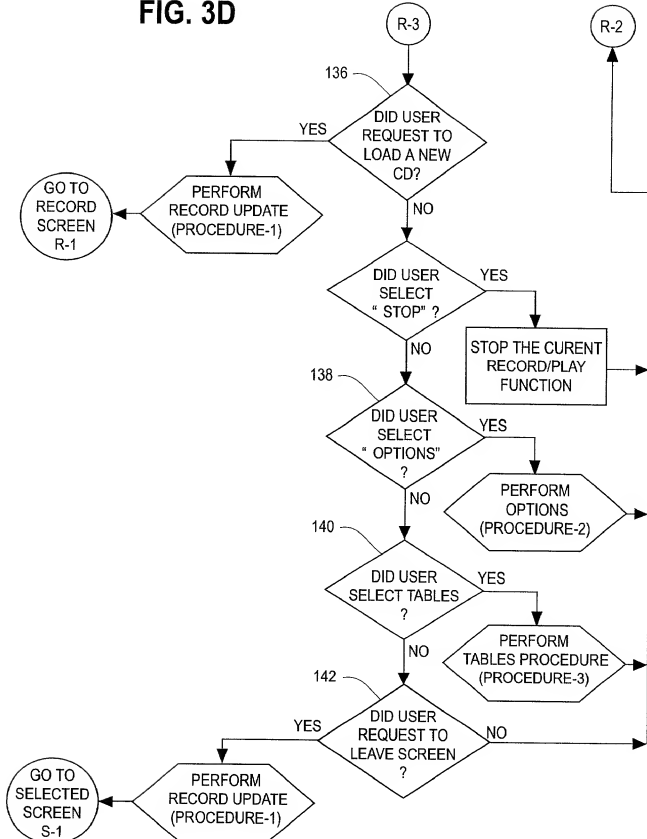 FIG. 3D
R-3
R-2
136
DID USER
REQUEST TO
LOAD A NEW
CD?
YES
NO
PERFORM
RECORD UPDATE
(PROCEDURE-1)
GO TO
RECORD
SCREEN
R-1
DID USER
SELECT
“ STOP” ?
YES
NO
STOP THE CURENT
RECORD/PLAY
FUNCTION
138
DID USER
SELECT
“ OPTIONS”
?
YES
NO
PERFORM
OPTIONS
(PROCEDURE-2)
140
DID USER
SELECT TABLES
?
YES
NO
PERFORM
TABLES PROCEDURE
(PROCEDURE-3)
142
DID USER
REQUEST TO
LEAVE SCREEN
?
YES
NO
PERFORM
RECORD UPDATE
(PROCEDURE-1)
GO TO
SELECTED
SCREEN
S-1